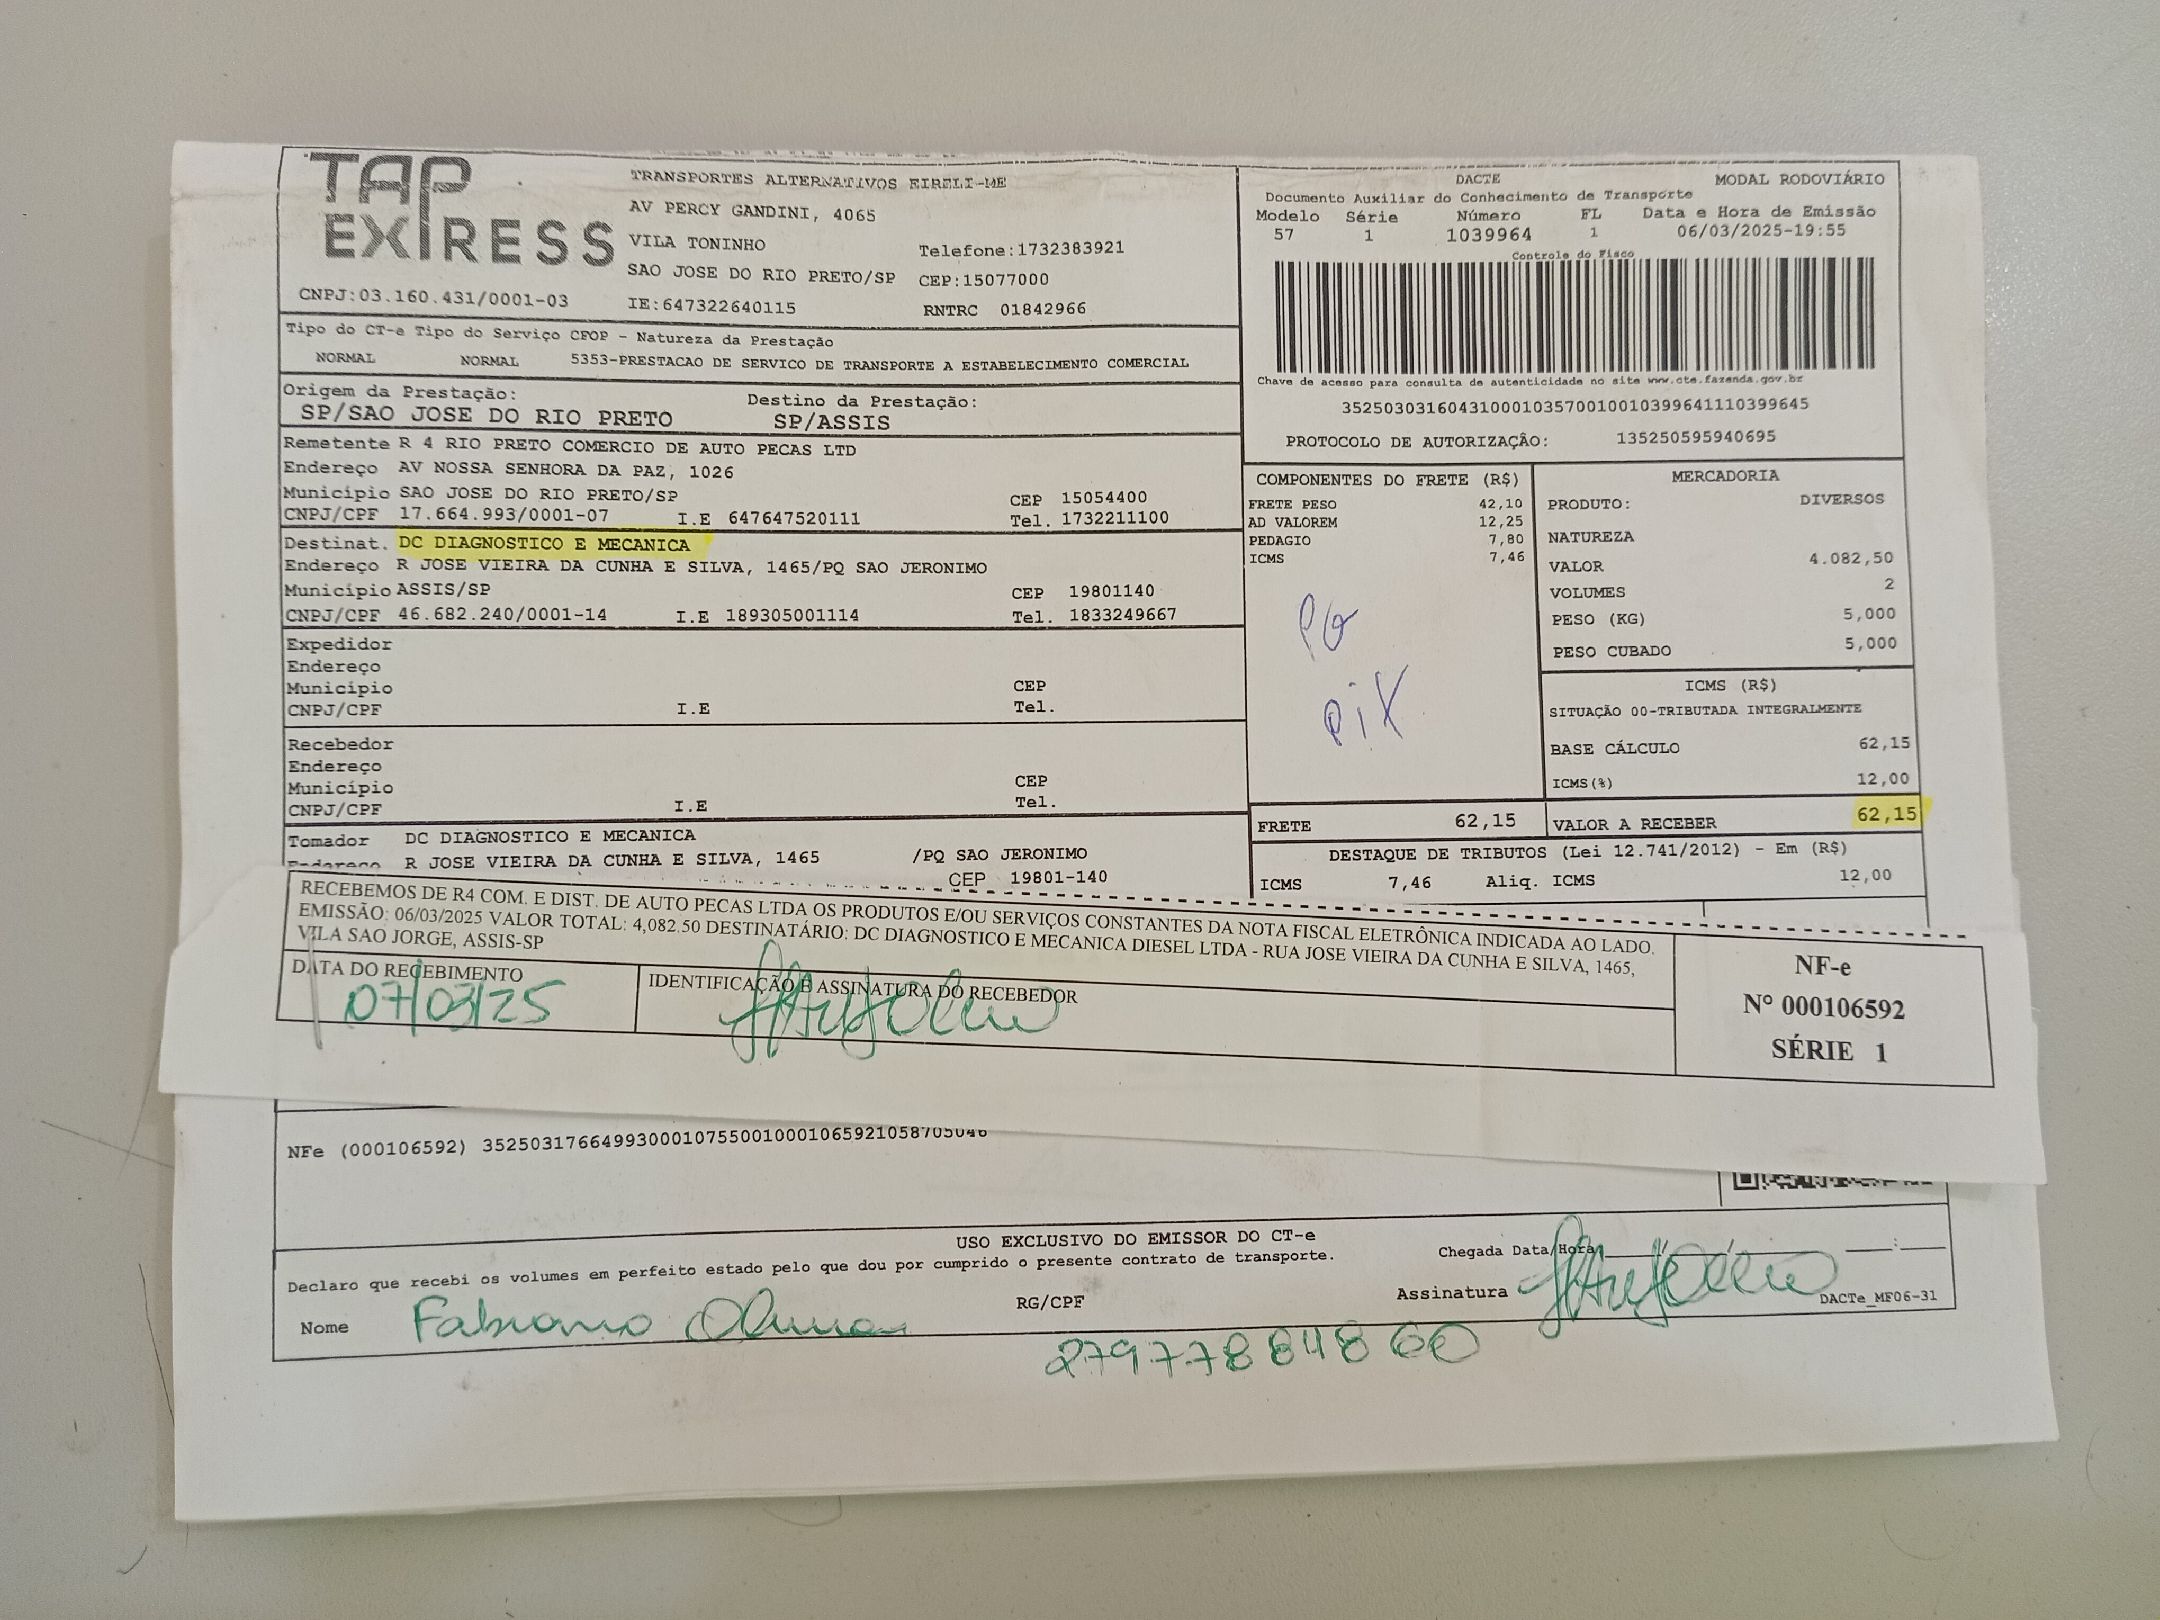 TAP EXPRESS
TRANSPORTES ALTERNATIVOS EIRELI-ME
AV PERCY GANDINI, 4065
VILA TONINHO Telefone:1732383921
SAO JOSE DO RIO PRETO/SP CEP:15077000
CNPJ:03.160.431/0001-03 IE:647322640115 RNTRC 01842966
DACTE MODAL RODOVIÁRIO
Documento Auxiliar do Conhecimento de Transporte
Modelo Série Número FL Data e Hora de Emissão
57 1 1039964 1 06/03/2025-19:55
Controle do Fisco
Chave de acesso para consulta de autenticidade no site www.cte.fazenda.gov.br
35250303160431000103570010010399641110399645
PROTOCOLO DE AUTORIZAÇÃO: 135250595940695
Tipo do CT-e Tipo do Serviço CFOP - Natureza da Prestação
NORMAL NORMAL 5353-PRESTACAO DE SERVICO DE TRANSPORTE A ESTABELECIMENTO COMERCIAL
Origem da Prestação: Destino da Prestação:
SP/SAO JOSE DO RIO PRETO SP/ASSIS
Remetente R 4 RIO PRETO COMERCIO DE AUTO PECAS LTD
Endereço AV NOSSA SENHORA DA PAZ, 1026
Município SAO JOSE DO RIO PRETO/SP CEP 15054400
CNPJ/CPF 17.664.993/0001-07 I.E 647647520111 Tel. 1732211100
Destinat. DC DIAGNOSTICO E MECANICA
Endereço R JOSE VIEIRA DA CUNHA E SILVA, 1465/PQ SAO JERONIMO
Município ASSIS/SP CEP 19801140
CNPJ/CPF 46.682.240/0001-14 I.E 189305001114 Tel. 1833249667
Expedidor
Endereço
Município CEP
CNPJ/CPF I.E Tel.
Recebedor
Endereço
Município CEP
CNPJ/CPF I.E Tel.
Tomador DC DIAGNOSTICO E MECANICA
Endereço R JOSE VIEIRA DA CUNHA E SILVA, 1465 /PQ SAO JERONIMO
CEP 19801-140
COMPONENTES DO FRETE (R$)
FRETE PESO 42,10
AD VALOREM 12,25
PEDAGIO 7,80
ICMS 7,46
PG
PIX
MERCADORIA
PRODUTO: DIVERSOS
NATUREZA
VALOR 4.082,50
VOLUMES 2
PESO (KG) 5,000
PESO CUBADO 5,000
ICMS (R$)
SITUAÇÃO 00-TRIBUTADA INTEGRALMENTE
BASE CÁLCULO 62,15
ICMS(%) 12,00
FRETE 62,15 VALOR A RECEBER 62,15
DESTAQUE DE TRIBUTOS (Lei 12.741/2012) - Em (R$)
ICMS 7,46 Aliq. ICMS 12,00
RECEBEMOS DE R4 COM. E DIST. DE AUTO PECAS LTDA OS PRODUTOS E/OU SERVIÇOS CONSTANTES DA NOTA FISCAL ELETRÔNICA INDICADA AO LADO.
EMISSÃO: 06/03/2025 VALOR TOTAL: 4,082.50 DESTINATÁRIO: DC DIAGNOSTICO E MECANICA DIESEL LTDA - RUA JOSE VIEIRA DA CUNHA E SILVA, 1465,
VILA SAO JORGE, ASSIS-SP
DATA DO RECEBIMENTO IDENTIFICAÇÃO E ASSINATURA DO RECEBEDOR
07/03/25
NF-e
N° 000106592
SÉRIE 1
NFe (000106592) 35250317664993000107550010001065921058705046
USO EXCLUSIVO DO EMISSOR DO CT-e
Declaro que recebi os volumes em perfeito estado pelo que dou por cumprido o presente contrato de transporte.
Chegada Data/Hora
Nome Fabiano RG/CPF Assinatura DACTe_MF06-31
27977884860